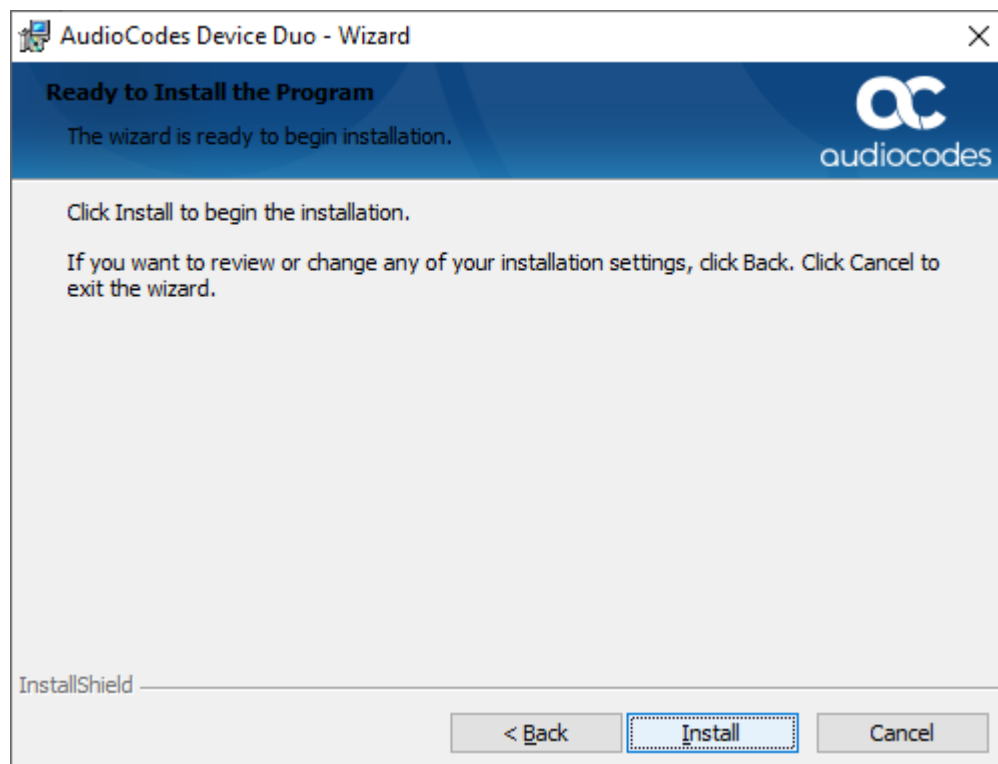 AudioCodes Device Duo - Wizard
Ready to Install the Program
The wizard is ready to begin installation.
audiocodes
Click Install to begin the installation.
If you want to review or change any of your installation settings, click Back. Click Cancel to
exit the wizard.
InstallShield
< Back
Install
Cancel